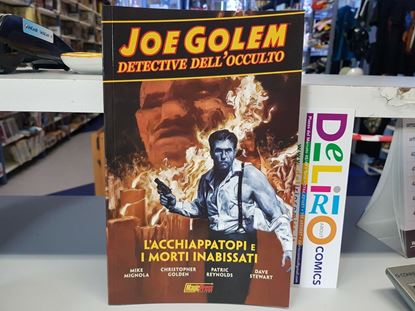 JOE GOLEM
DETECTIVE DELL'OCCULTO
L'ACCHIAPPATOPI E
I MORTI INABISSATI
MIKE
MIGNOLA
CHRISTOPHER
GOLDEN
PATRIC
REYNOLDS
DAVE
STEWART
DELIRIO
COMICS